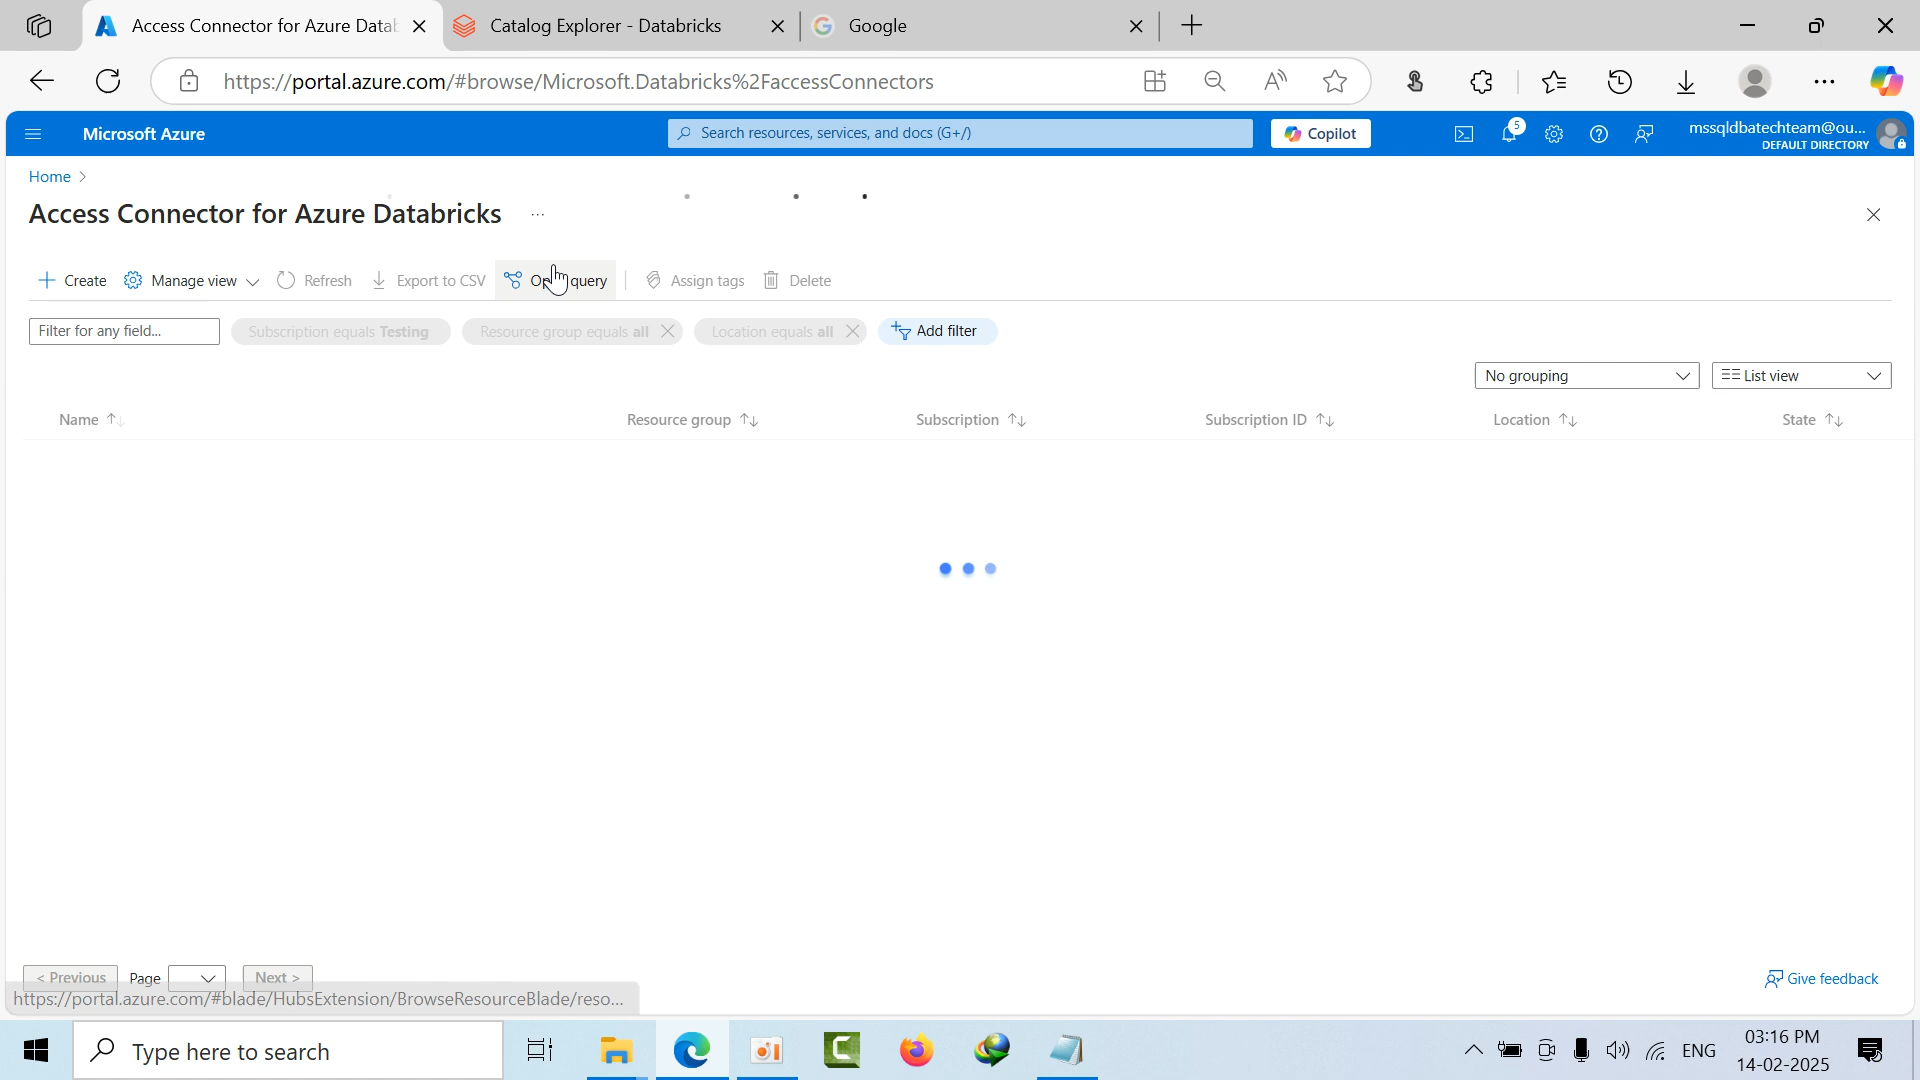 Access Connector for Azure Datab
Catalog Explorer - Databricks
Google
https://portal.azure.com/#browse/Microsoft.Databricks%2FaccessConnectors
Microsoft Azure
Search resources, services, and docs (G+/)
Copilot
5
mssqldbatechteam@ou...
DEFAULT DIRECTORY
Home >
Access Connector for Azure Databricks ...
Create
Manage view
Refresh
Export to CSV
query
Assign tags
Delete
Filter for any field...
Subscription equals Testing
Resource group equals all
Location equals all
Add filter
No grouping
List view
Name
Resource group
Subscription
Subscription ID
Location
State
< Previous
Page
Next >
Give feedback
https://portal.azure.com/#blade/HubsExtension/BrowseResourceBlade/reso...
Type here to search
ENG
03:16 PM
14-02-2025